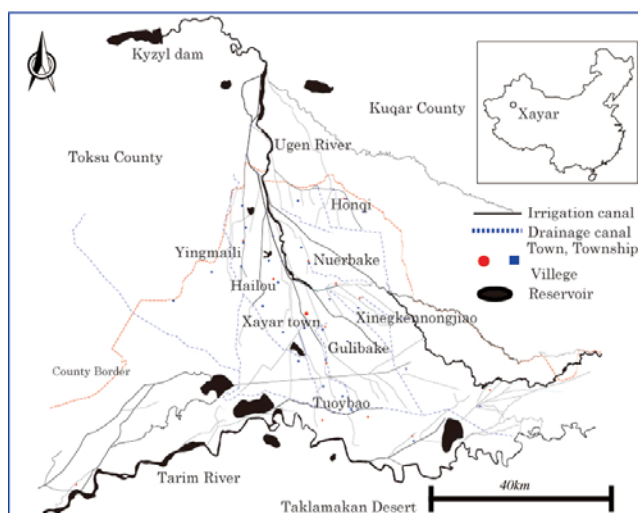 Kyzyl dam
Kuqar County
Xayar
Toksu County
Ugen River
Honqi
Irrigation canal
Drainage canal
Town, Township
Villege
Reservoir
Yingmaili
Nuerbake
Hailou
Xayar town
Xinegkennongjiao
Gulibake
County Border
Tuoybao
Tarim River
Taklamakan Desert
40km